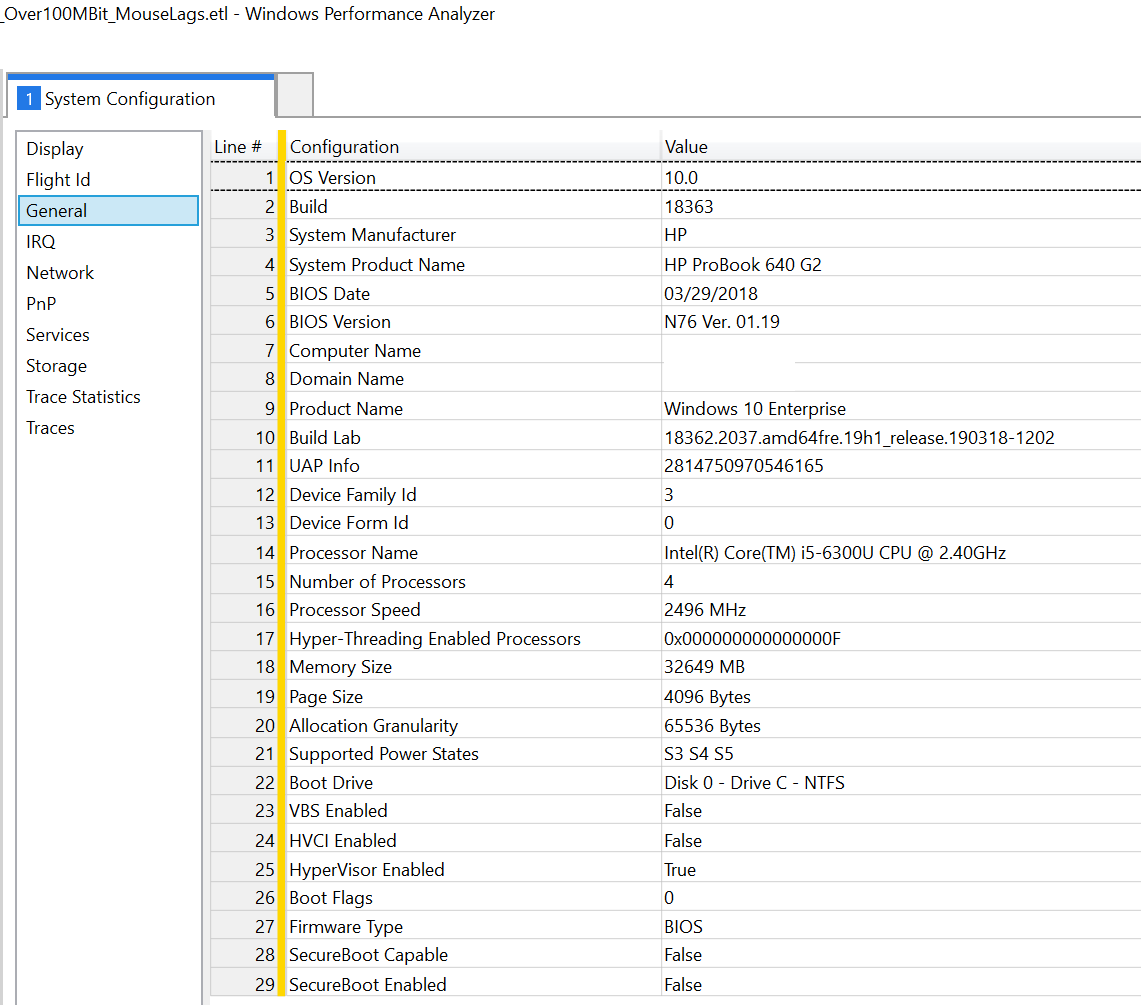 _Over100MBit_MouseLags.etl - Windows Performance Analyzer
1 System Configuration
Display
Flight Id
General
IRQ
Network
PnP
Services
Storage
Trace Statistics
Traces
Line # Configuration Value
1 OS Version 10.0
2 Build 18363
3 System Manufacturer HP
4 System Product Name HP ProBook 640 G2
5 BIOS Date 03/29/2018
6 BIOS Version N76 Ver. 01.19
7 Computer Name
8 Domain Name
9 Product Name Windows 10 Enterprise
10 Build Lab 18362.2037.amd64fre.19h1_release.190318-1202
11 UAP Info 2814750970546165
12 Device Family Id 3
13 Device Form Id 0
14 Processor Name Intel(R) Core(TM) i5-6300U CPU @ 2.40GHz
15 Number of Processors 4
16 Processor Speed 2496 MHz
17 Hyper-Threading Enabled Processors 0x000000000000000F
18 Memory Size 32649 MB
19 Page Size 4096 Bytes
20 Allocation Granularity 65536 Bytes
21 Supported Power States S3 S4 S5
22 Boot Drive Disk 0 - Drive C - NTFS
23 VBS Enabled False
24 HVCI Enabled False
25 HyperVisor Enabled True
26 Boot Flags 0
27 Firmware Type BIOS
28 SecureBoot Capable False
29 SecureBoot Enabled False